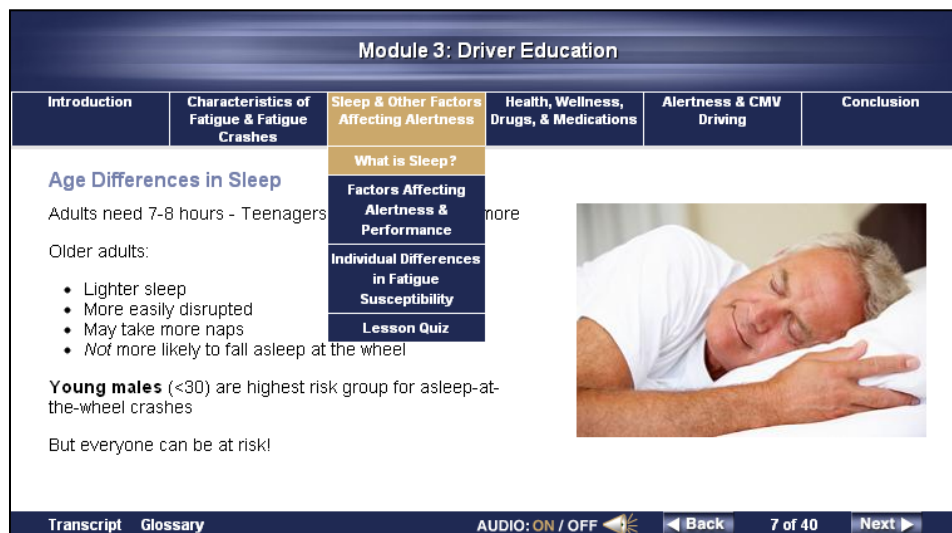 Module 3: Driver Education
Introduction
Characteristics of
Fatigue & Fatigue
Crashes
Sleep & Other Factors
Affecting Alertness
Health, Wellness,
Drugs, & Medications
Alertness & CMV
Driving
Conclusion
What is Sleep?
Factors Affecting
Alertness &
Performance
Individual Differences
in Fatigue
Susceptibility
Lesson Quiz
Age Differences in Sleep
Adults need 7-8 hours - Teenagers more
Older adults:
• Lighter sleep
• More easily disrupted
• May take more naps
• Not more likely to fall asleep at the wheel
Young males (<30) are highest risk group for asleep-at-
the-wheel crashes
But everyone can be at risk!
Transcript Glossary AUDIO: ON / OFF Back 7 of 40 Next